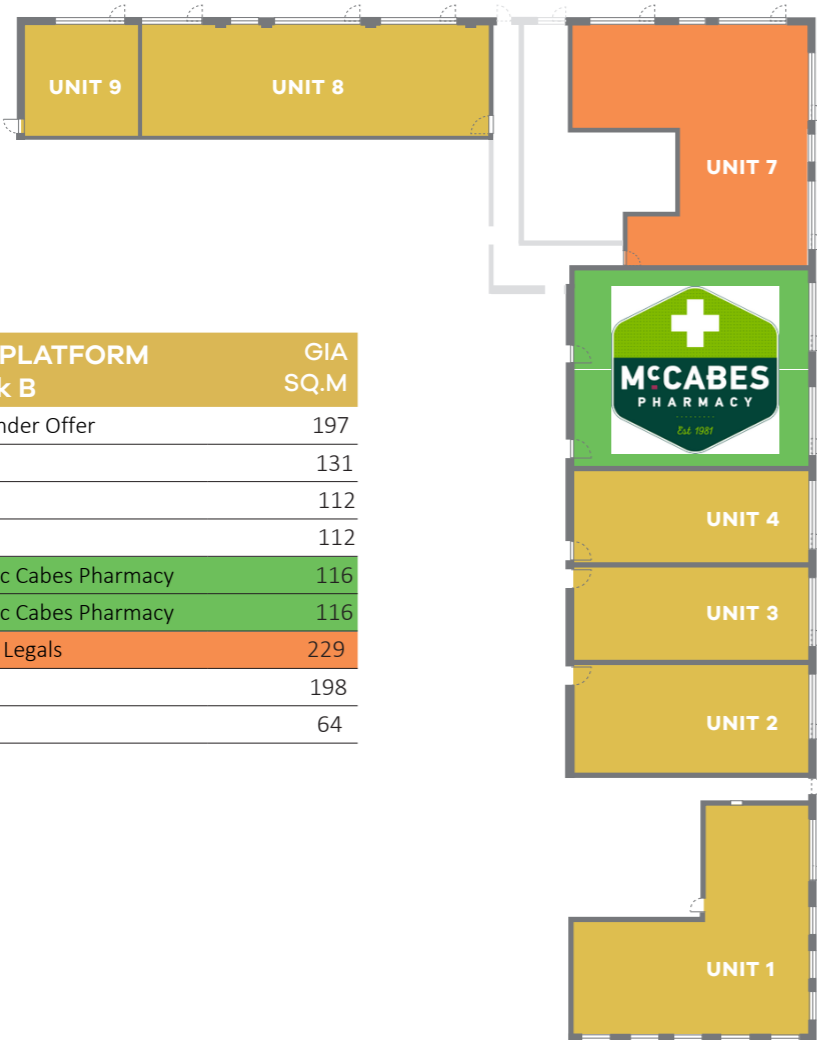 UNIT 9
UNIT 8
UNIT 7
McCABES
PHARMACY
Est 1981
UNIT 4
UNIT 3
UNIT 2
UNIT 1
PLATFORM GIA
k B SQ.M
nder Offer 197
131
112
112
c Cabes Pharmacy 116
c Cabes Pharmacy 116
Legals 229
198
64